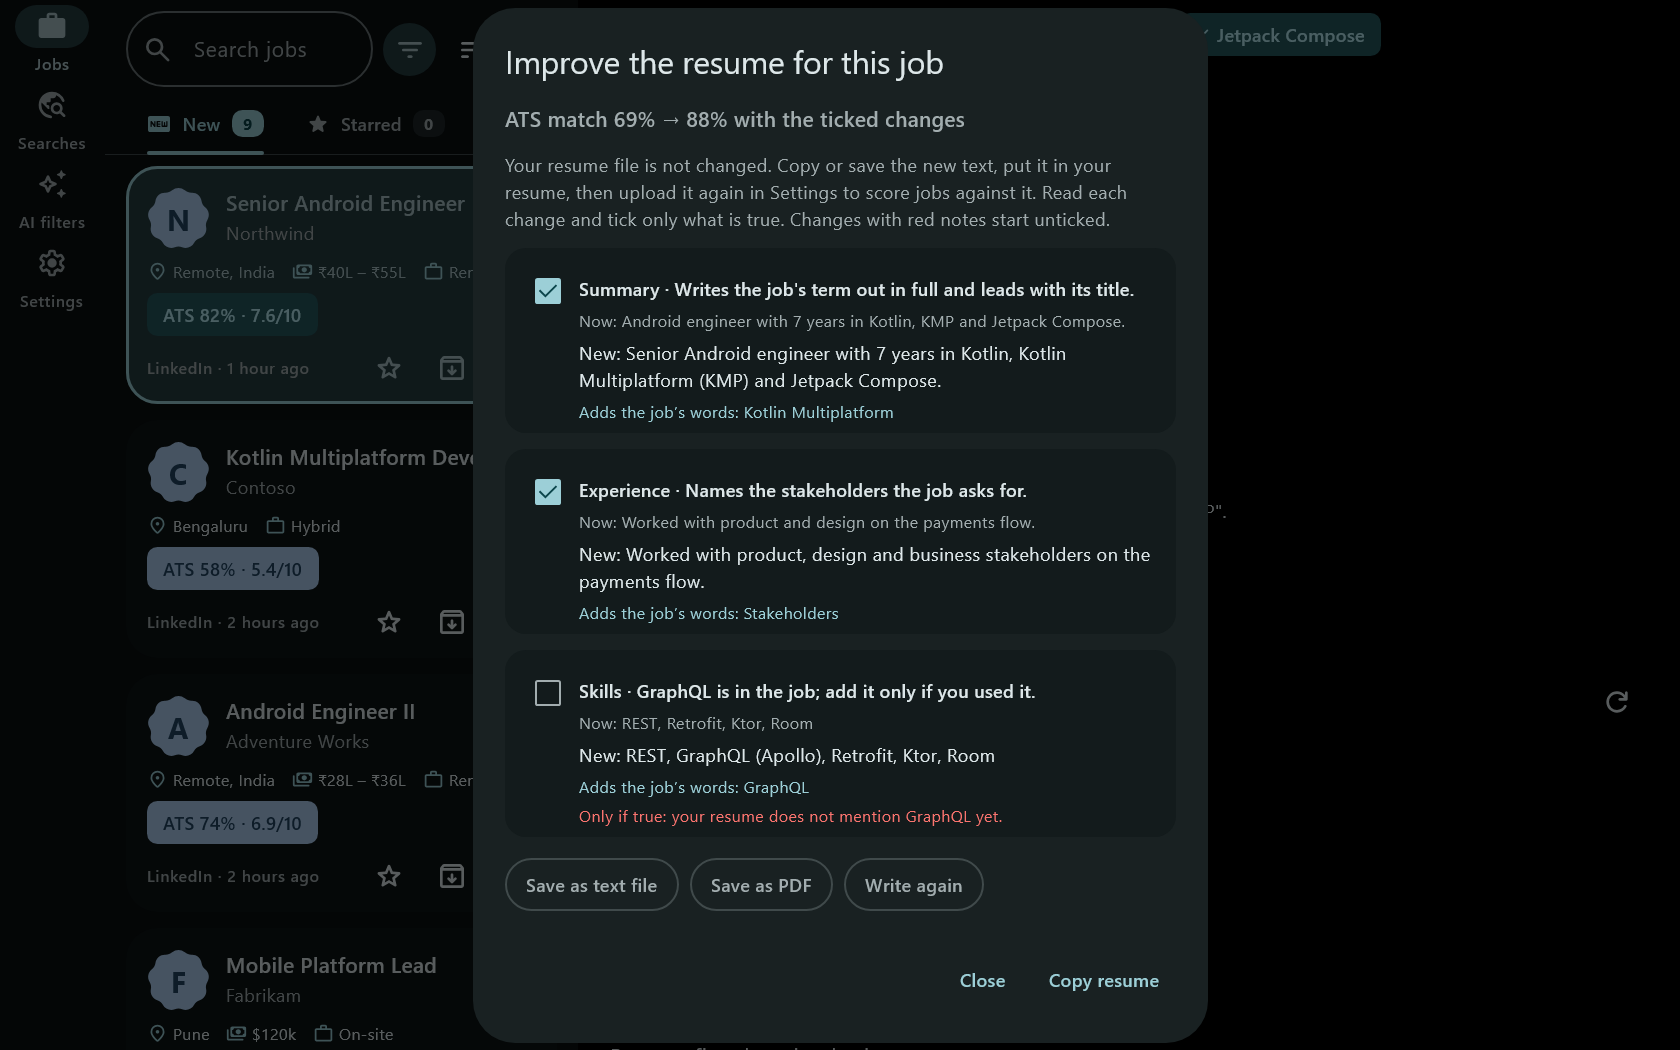 Jobs
Searches
AI filters
Settings
Search jobs
NEW New 9
Starred 0
Senior Android Engineer
Northwind
Remote, India ₹40L – ₹55L
ATS 82% · 7.6/10
LinkedIn · 1 hour ago
C
Kotlin Multiplatform
Contoso
Bengaluru Hybrid
ATS 58% · 5.4/10
LinkedIn · 2 hours ago
A
Android Engineer II
Adventure Works
Remote, India ₹28L – ₹36L
ATS 74% · 6.9/10
LinkedIn · 2 hours ago
F
Mobile Platform Lead
Fabrikam
Pune $120k On-site
N
Jetpack Compose
P".
Improve the resume for this job
ATS match 69% → 88% with the ticked changes
Your resume file is not changed. Copy or save the new text, put it in your
resume, then upload it again in Settings to score jobs against it. Read each
change and tick only what is true. Changes with red notes start unticked.
Summary · Writes the job's term out in full and leads with its title.
Now: Android engineer with 7 years in Kotlin, KMP and Jetpack Compose.
New: Senior Android engineer with 7 years in Kotlin, Kotlin
Multiplatform (KMP) and Jetpack Compose.
Adds the job’s words: Kotlin Multiplatform
Experience · Names the stakeholders the job asks for.
Now: Worked with product and design on the payments flow.
New: Worked with product, design and business stakeholders on the
payments flow.
Adds the job’s words: Stakeholders
Skills · GraphQL is in the job; add it only if you used it.
Now: REST, Retrofit, Ktor, Room
New: REST, GraphQL (Apollo), Retrofit, Ktor, Room
Adds the job’s words: GraphQL
Only if true: your resume does not mention GraphQL yet.
Save as text file
Save as PDF
Write again
Close
Copy resume